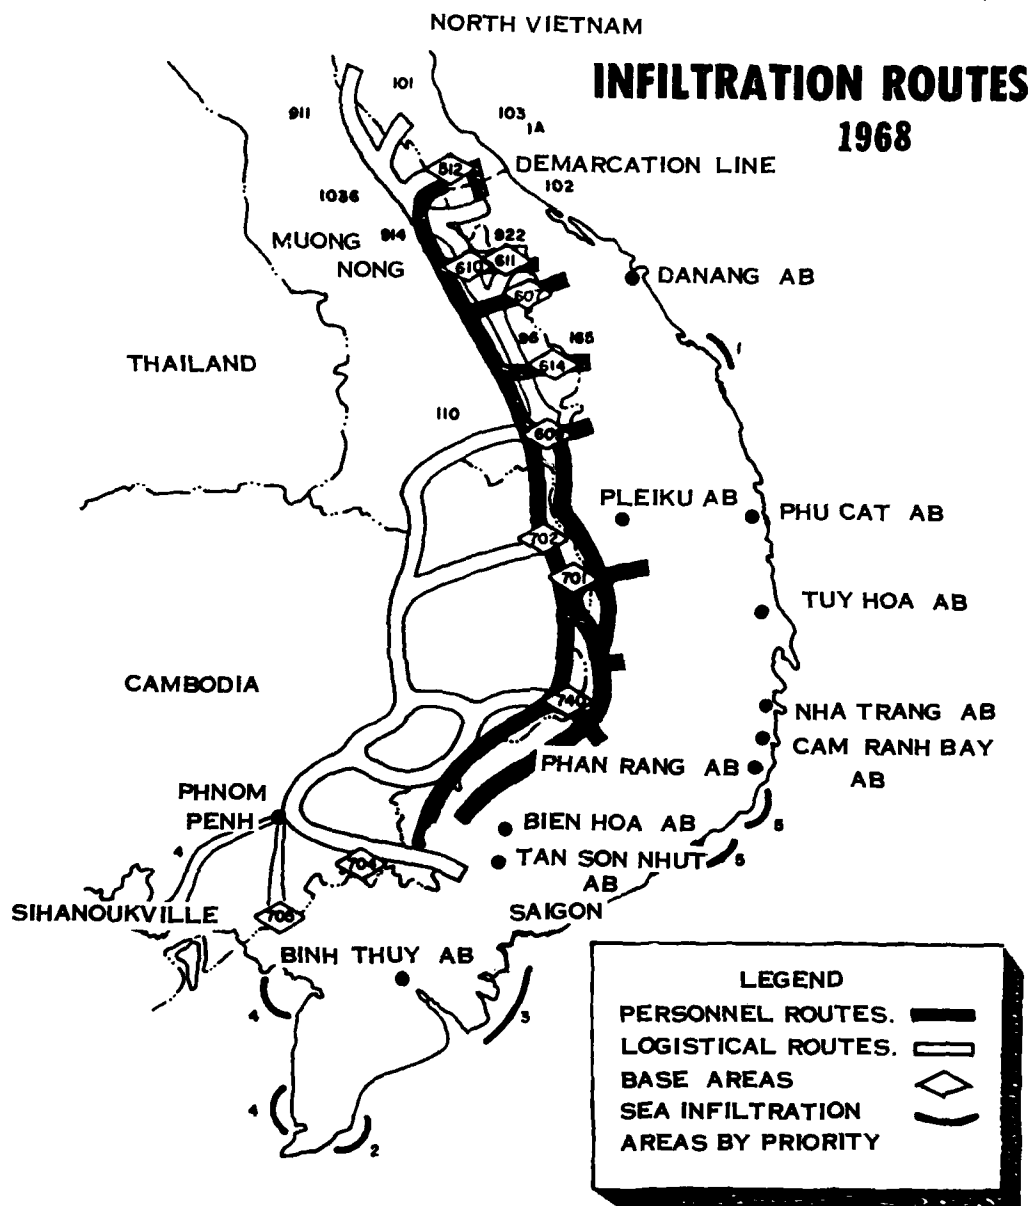 NORTH VIETNAM
INFILTRATION ROUTES
1968
101
911
103
1A
512
DEMARCATION LINE
102
1036
914
922
MUONG
NONG
610
611
DANANG AB
607
96
165
1
THAILAND
614
110
PLEIKU AB
PHU CAT AB
702
701
TUY HOA AB
CAMBODIA
740
NHA TRANG AB
CAM RANH BAY
AB
PHAN RANG AB
PHNOM
PENH
BIEN HOA AB
5
4
704
TAN SON NHUT
AB
5
SIHANOUKVILLE
705
SAIGON
BINH THUY AB
4
3
4
2
LEGEND
PERSONNEL ROUTES.
LOGISTICAL ROUTES.
BASE AREAS
SEA INFILTRATION
AREAS BY PRIORITY